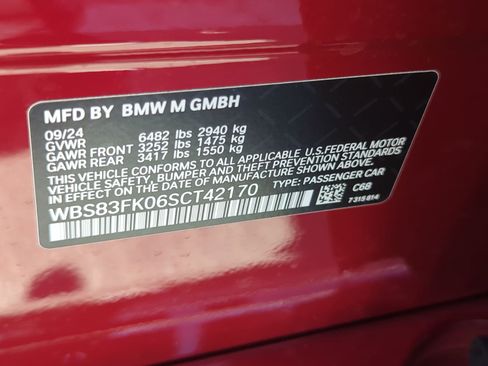 MFD BY BMW M GMBH
09/24
GVWR 6482 lbs 2940 kg
GAWR FRONT 3252 lbs 1475 kg
GAWR REAR 3417 lbs 1550 kg
THIS VEHICLE CONFORMS TO ALL APPLICABLE U.S.FEDERAL MOTOR
VEHICLE SAFETY, BUMPER, AND THEFT PREVENTION STANDARDS
IN EFFECT ON THE DATE OF MANUFACTURE SHOWN ABOVE.
WBS83FK06SCT42170 TYPE: PASSENGER CAR
C68
7315814